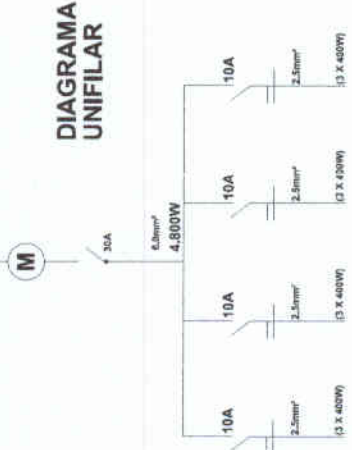 DIAGRAMA
UNIFILAR
M
30A
6.0mm²
4.800W
10A
10A
10A
10A
2.5mm²
2.5mm²
2.5mm²
2.5mm²
(3 X 400W)
(3 X 400W)
(3 X 400W)
(3 X 400W)